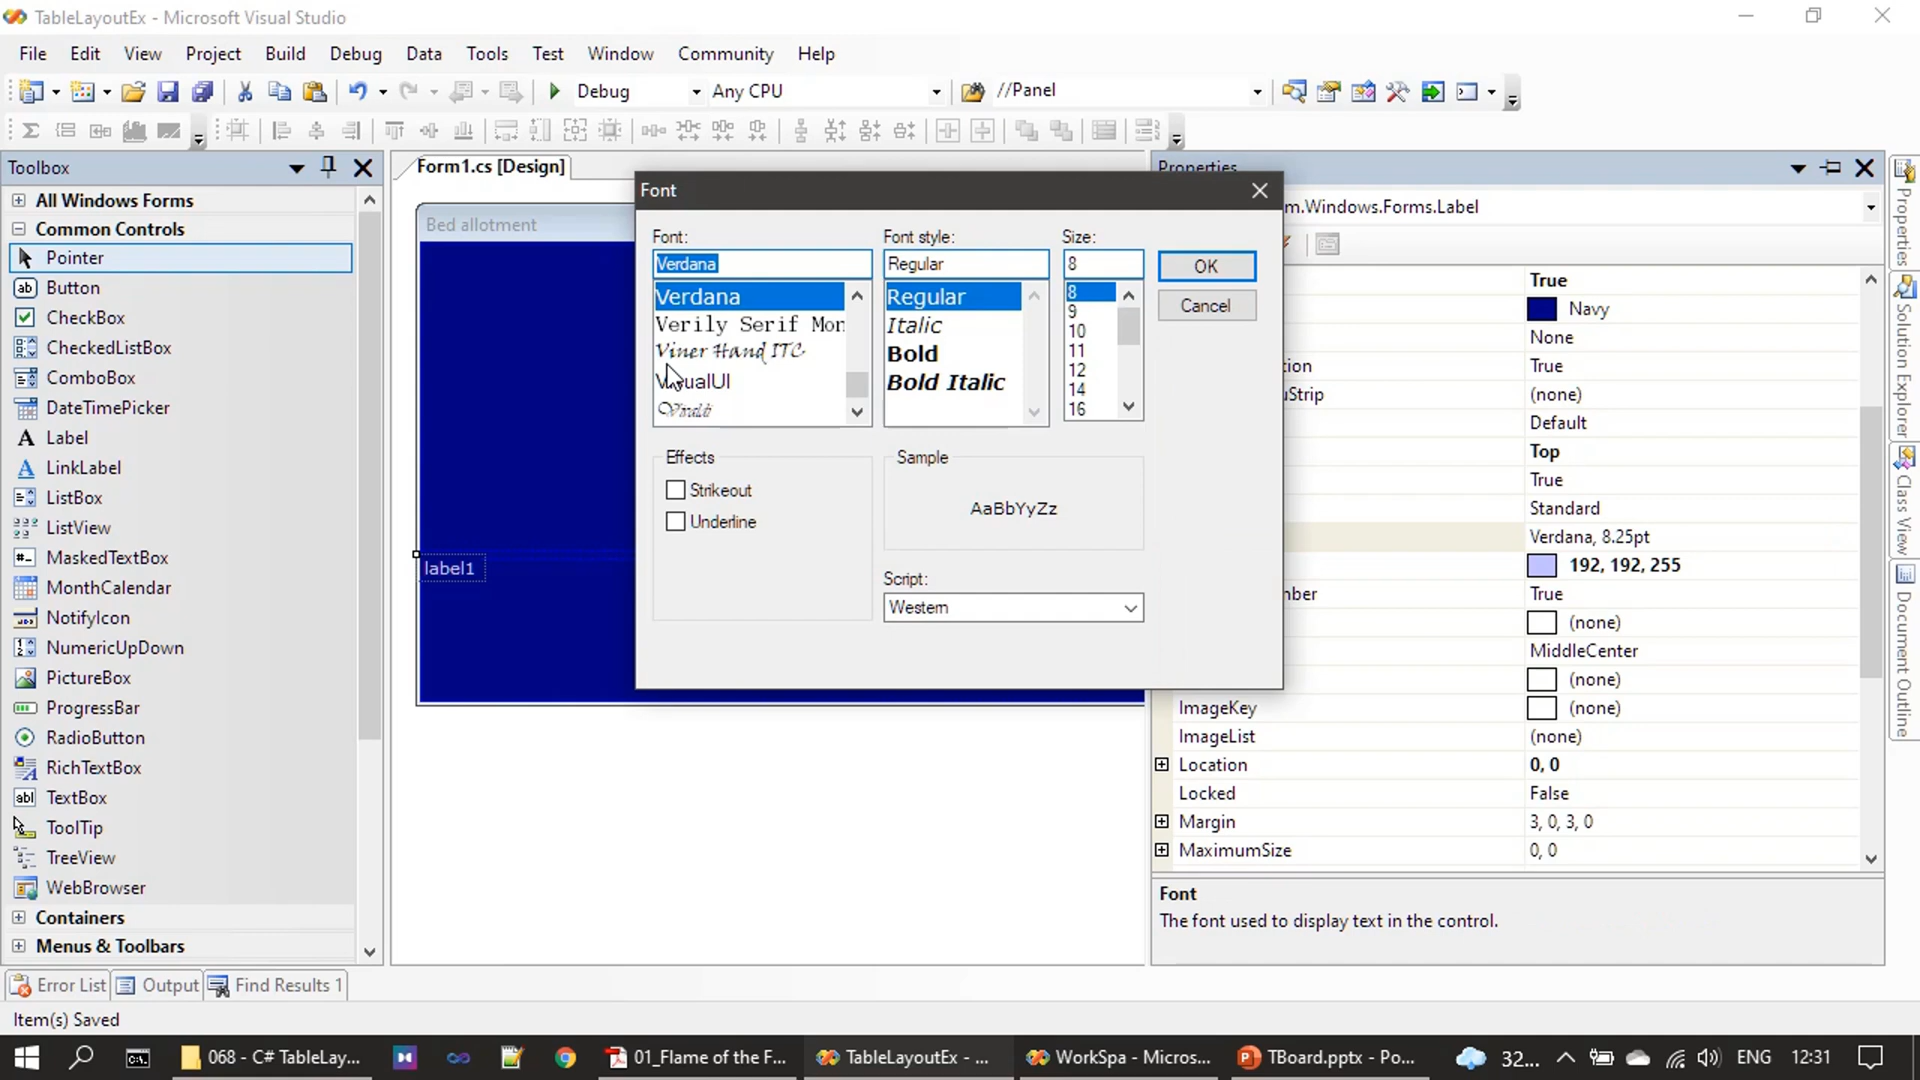 TableLayoutEx - Microsoft Visual Studio
File Edit View Project Build Debug Data Tools Test Window Community Help
Debug Any CPU //Panel
Toolbox
All Windows Forms
Common Controls
Pointer
Button
CheckBox
CheckedListBox
ComboBox
DateTimePicker
Label
LinkLabel
ListBox
ListView
MaskedTextBox
MonthCalendar
NotifyIcon
NumericUpDown
PictureBox
ProgressBar
RadioButton
RichTextBox
TextBox
ToolTip
TreeView
WebBrowser
Containers
Menus & Toolbars
Form1.cs [Design]
Bed allotment
label1
Font
Font:
Verdana
Verdana
Verily Serif Mon
Viner Hand ITC
Vivaldi
Font style:
Regular
Regular
Italic
Bold
Bold Italic
Size:
8
8
9
10
11
12
14
16
OK
Cancel
Effects
Strikeout
Underline
Sample
AaBbYyZz
Script:
Western
Properties
m.Windows.Forms.Label
True
Navy
None
ion True
uStrip (none)
Default
Top
True
Standard
Verdana, 8.25pt
192, 192, 255
nber True
(none)
MiddleCenter
(none)
ImageKey (none)
ImageList (none)
Location 0, 0
Locked False
Margin 3, 0, 3, 0
MaximumSize 0, 0
Font
The font used to display text in the control.
Properties
Solution Explorer
Class View
Document Outline
Error List Output Find Results 1
Item(s) Saved
068 - C# TableLay... 01_Flame of the F... TableLayoutEx - ... WorkSpa - Micros... TBoard.pptx - Po... 32... ENG 12:31